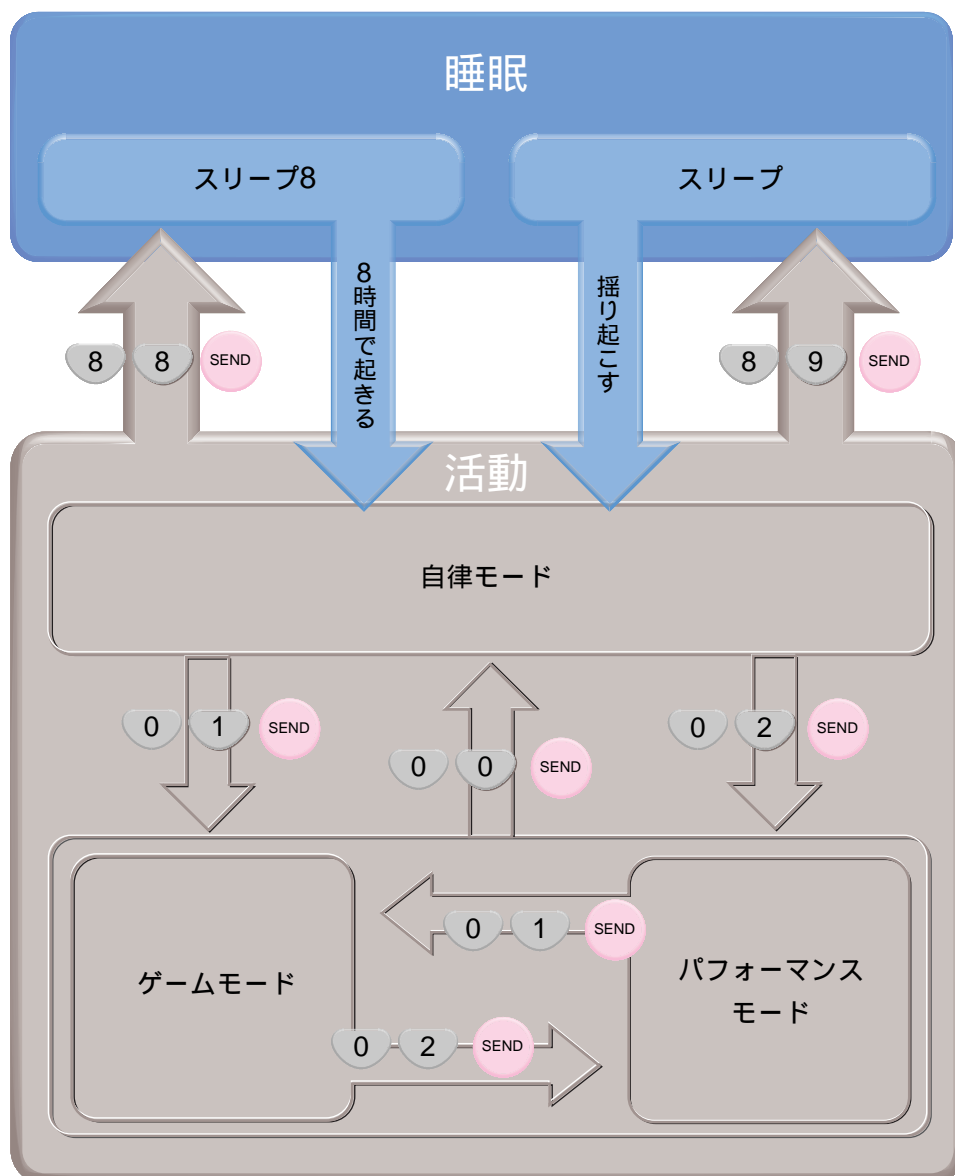 睡眠
スリープ8
スリープ
8時間で起きる
揺り起こす
8 8 SEND
8 9 SEND
活動
自律モード
0 1 SEND
0 0 SEND
0 2 SEND
0 1 SEND
ゲームモード
パフォーマンス
モード
0 2 SEND